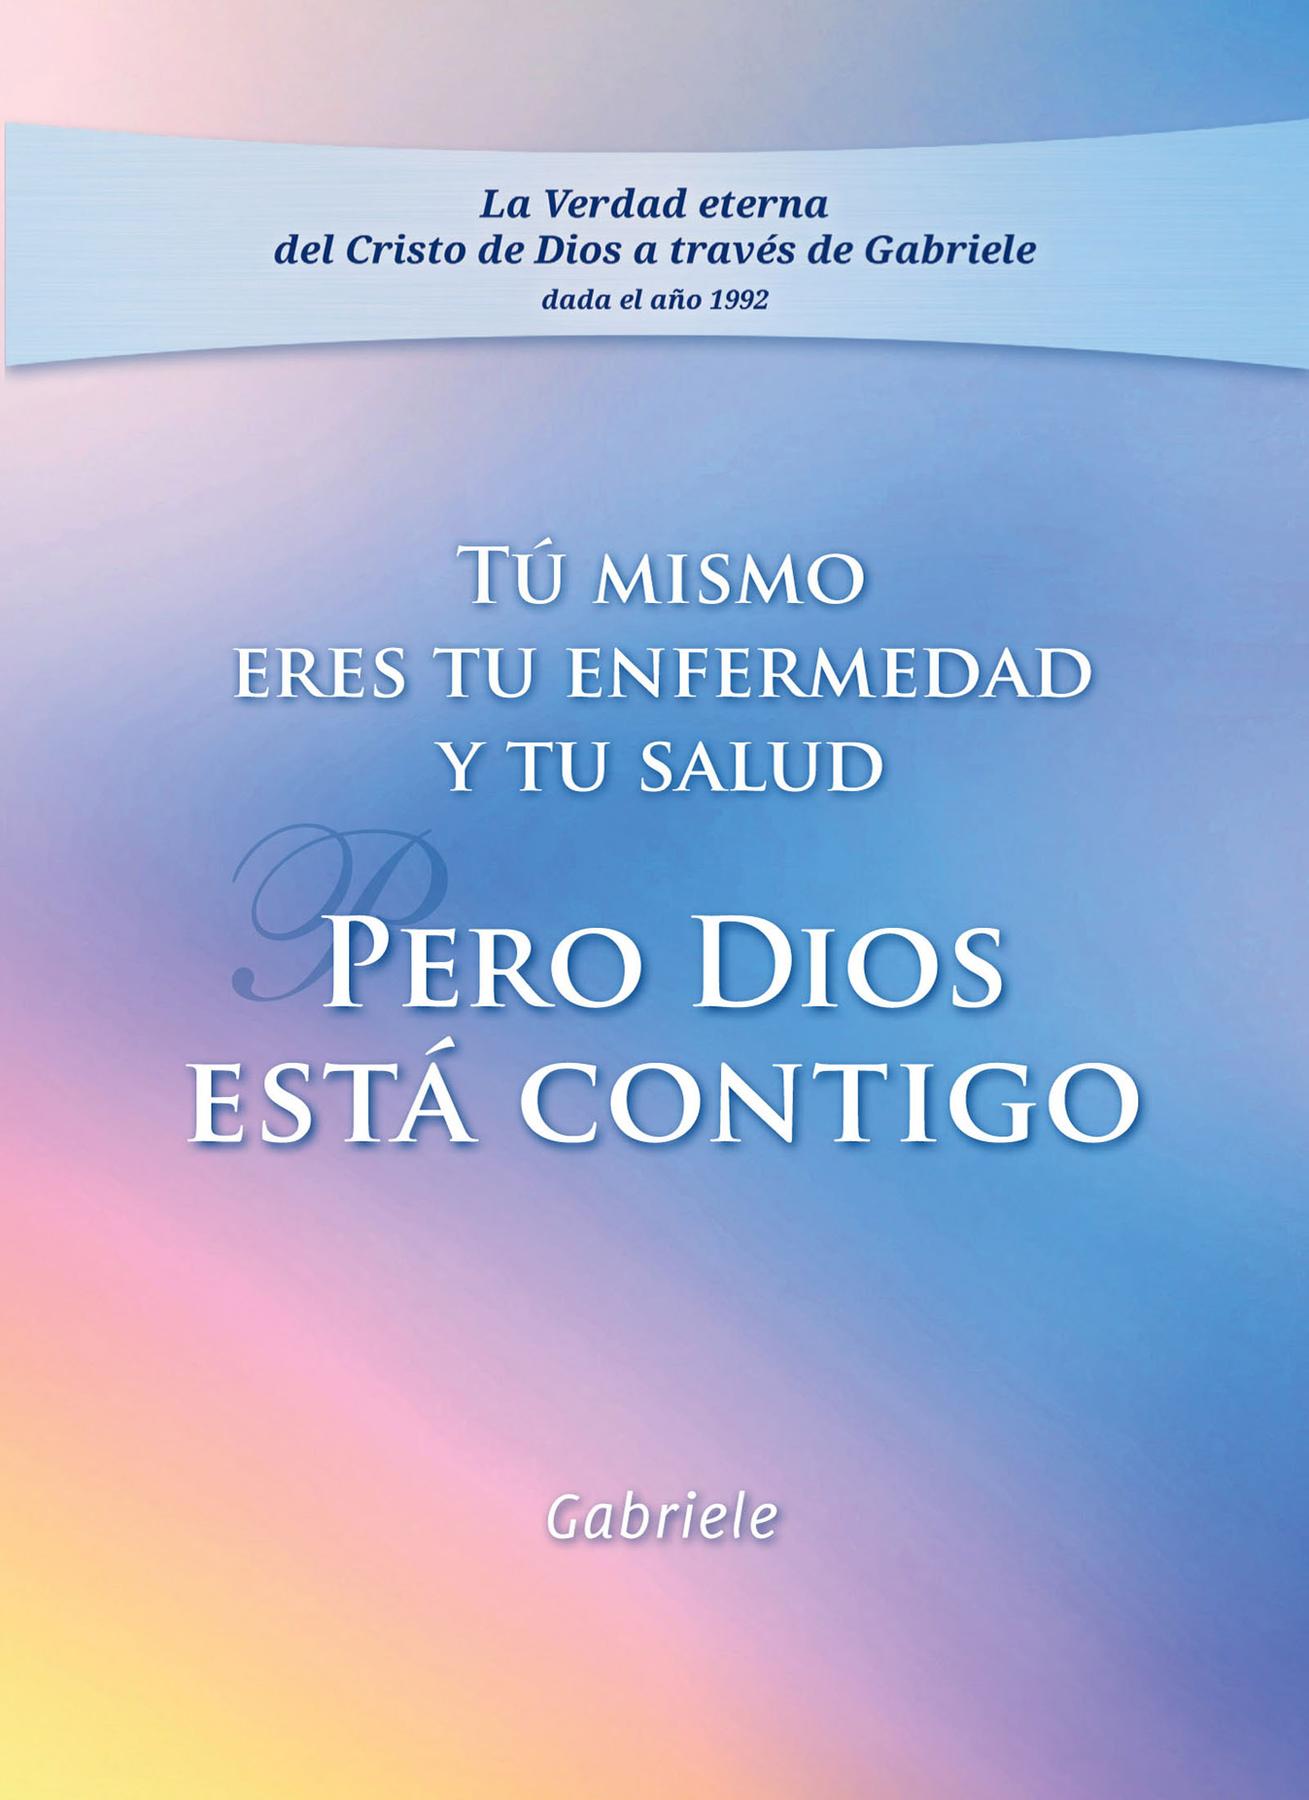 La Verdad eterna
del Cristo de Dios a través de Gabriele
dada el año 1992
Tú mismo
eres tu enfermedad
y tu salud
P
Pero Dios
está contigo
Gabriele